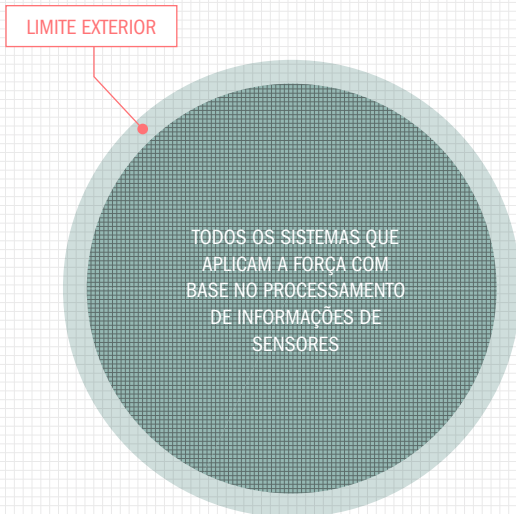 LIMITE EXTERIOR
TODOS OS SISTEMAS QUE
APLICAM A FORÇA COM
BASE NO PROCESSAMENTO
DE INFORMAÇÕES DE
SENSORES